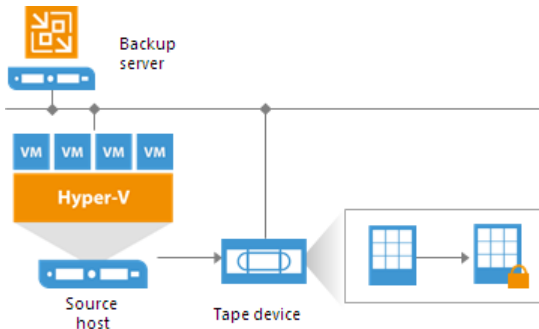 Backup
server
VM VM VM VM
Hyper-V
Source
host
Tape device